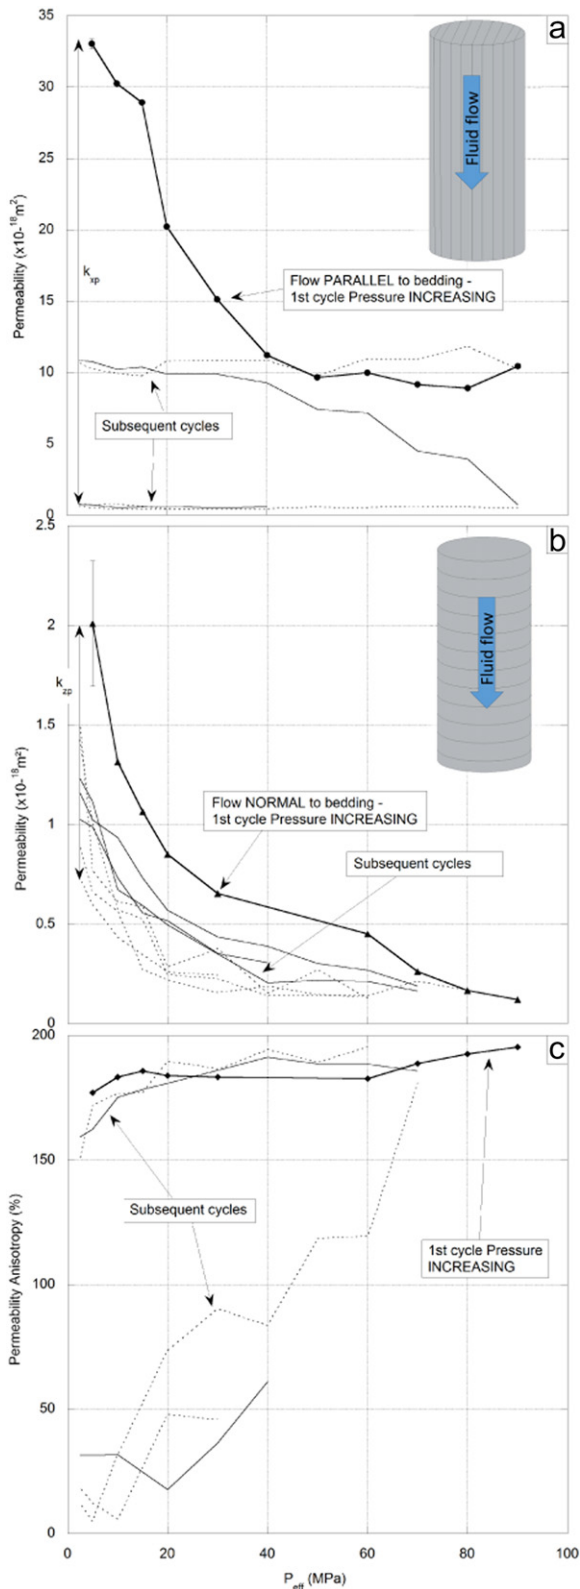 a
35
30
25
20
15
10
5
0
Permeability (x10-¹⁸m²)
k_xp
Fluid flow
Flow PARALLEL to bedding -
1st cycle Pressure INCREASING
Subsequent cycles
b
2.5
2
1.5
1
0.5
0
Permeability (x10-¹⁸m²)
k_zp
Fluid flow
Flow NORMAL to bedding -
1st cycle Pressure INCREASING
Subsequent cycles
c
200
150
100
50
0
Permeability Anisotropy (%)
Subsequent cycles
1st cycle Pressure
INCREASING
0 20 40 60 80 100
P_eff (MPa)